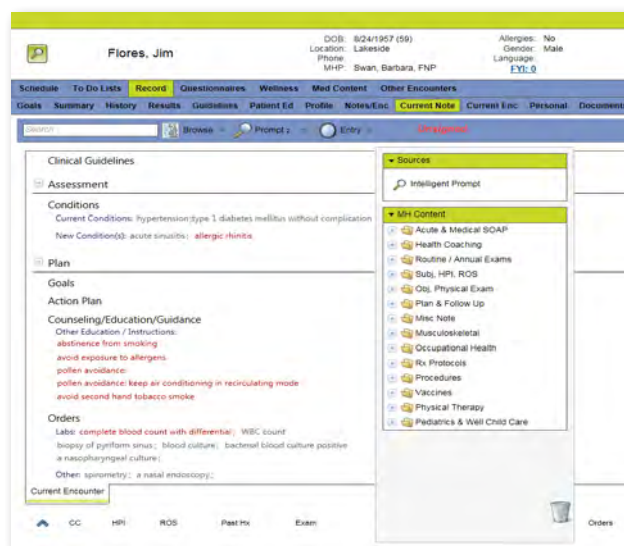 Flores, Jim
DOB: 8/24/1957 (59)
Location: Lakeside
Phone:
MHP: Swan, Barbara, FNP
Allergies: No
Gender: Male
Language:
FYI: 0
Schedule To Do Lists Record Questionnaires Wellness Med Content Other Encounters
Goals Summary History Results Guidelines Patient Ed Profile Notes/Enc Current Note Current Enc Personal Document
Search Browse Prompt 2 Entry
Clinical Guidelines
Assessment
Conditions
Current Conditions: hypertension;type 1 diabetes mellitus without complication
New Condition(s): acute sinusitis; allergic rhinitis
Plan
Goals
Action Plan
Counseling/Education/Guidance
Other Education / Instructions:
abstinence from smoking
avoid exposure to allergens
pollen avoidance:
pollen avoidance: keep air conditioning in recirculating mode
avoid second hand tobacco smoke
Orders
Labs: complete blood count with differential; WBC count
biopsy of pyriform sinus; blood culture; bacterial blood culture positive
a nasopharyngeal culture;
Other: spirometry; a nasal endoscopy;
Current Encounter
CC HPI ROS Past Hx Exam Orders
Sources
Intelligent Prompt
MH Content
Acute & Medical SOAP
Health Coaching
Routine / Annual Exams
Subj, HPI, ROS
Obj, Physical Exam
Plan & Follow Up
Misc Note
Musculoskeletal
Occupational Health
Rx Protocols
Procedures
Vaccines
Physical Therapy
Pediatrics & Well Child Care